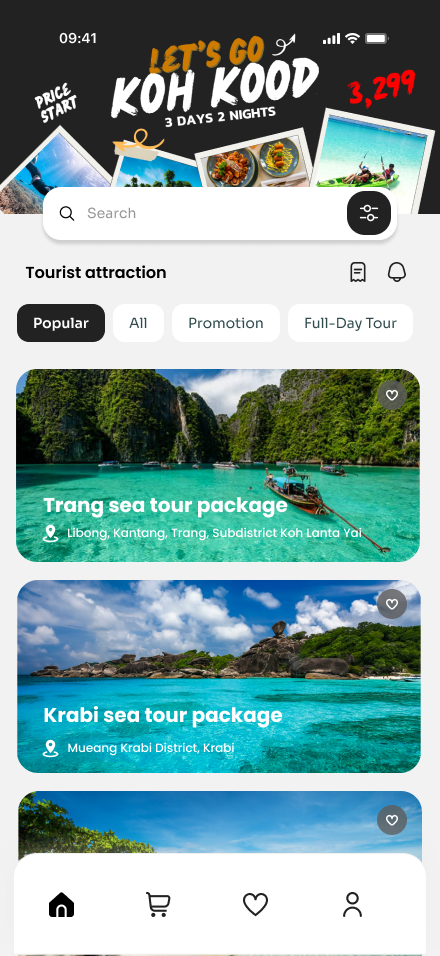 09:41
LET'S GO
KOH KOOD
3 DAYS 2 NIGHTS
PRICE
START
3,299
Search
Tourist attraction
Popular
All
Promotion
Full-Day Tour
Trang sea tour package
Libong, Kantang, Trang, Subdistrict Koh Lanta Yai
Krabi sea tour package
Mueang Krabi District, Krabi